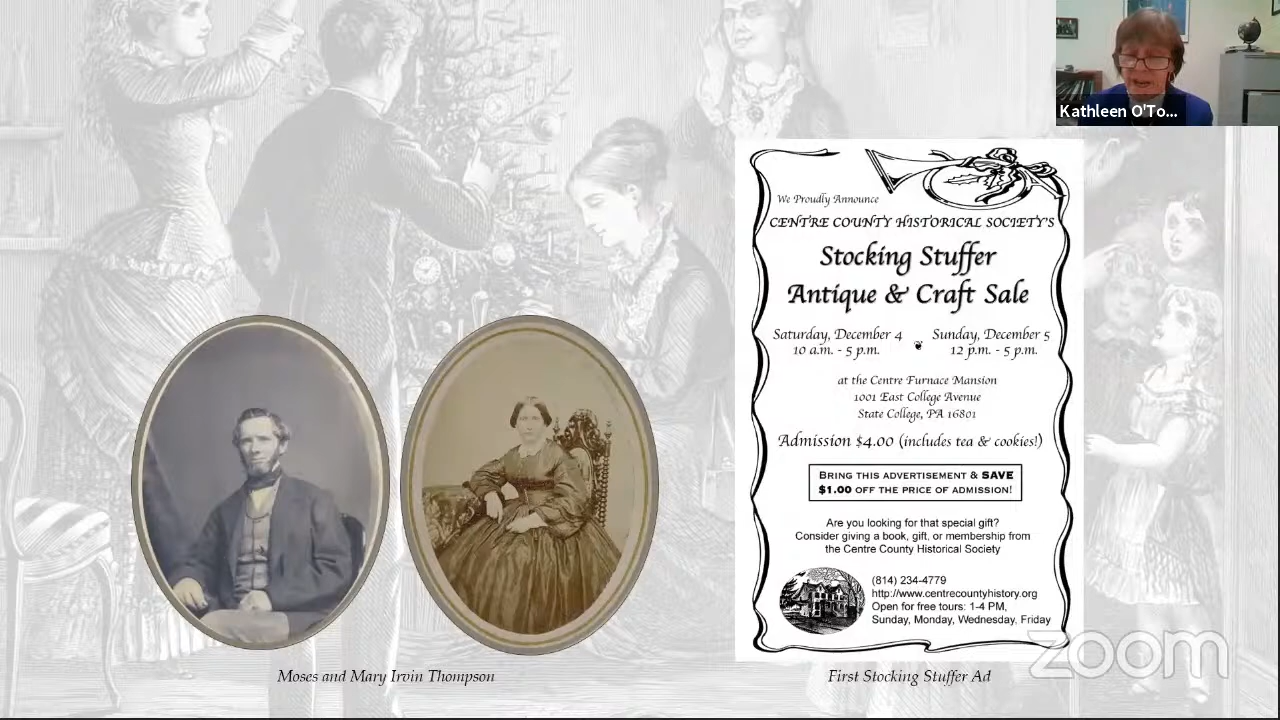 Kathleen O'To...
We Proudly Announce
CENTRE COUNTY HISTORICAL SOCIETY'S
Stocking Stuffer
Antique & Craft Sale
Saturday, December 4
10 a.m. - 5 p.m.
Sunday, December 5
12 p.m. - 5 p.m.
at the Centre Furnace Mansion
1001 East College Avenue
State College, PA 16801
Admission $4.00 (includes tea & cookies!)
BRING THIS ADVERTISEMENT & SAVE
$1.00 OFF THE PRICE OF ADMISSION!
Are you looking for that special gift?
Consider giving a book, gift, or membership from
the Centre County Historical Society
(814) 234-4779
http://www.centrecountyhistory.org
Open for free tours: 1-4 PM,
Sunday, Monday, Wednesday, Friday
Moses and Mary Irvin Thompson
First Stocking Stuffer Ad
zoom